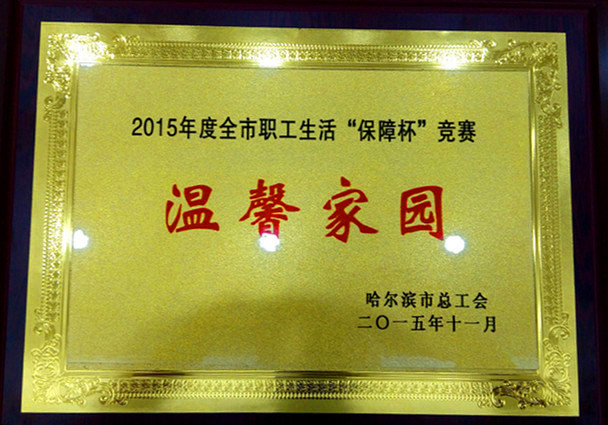 2015年度全市职工生活“保障杯”竞赛
温馨家园
哈尔滨市总工会
二〇一五年十一月